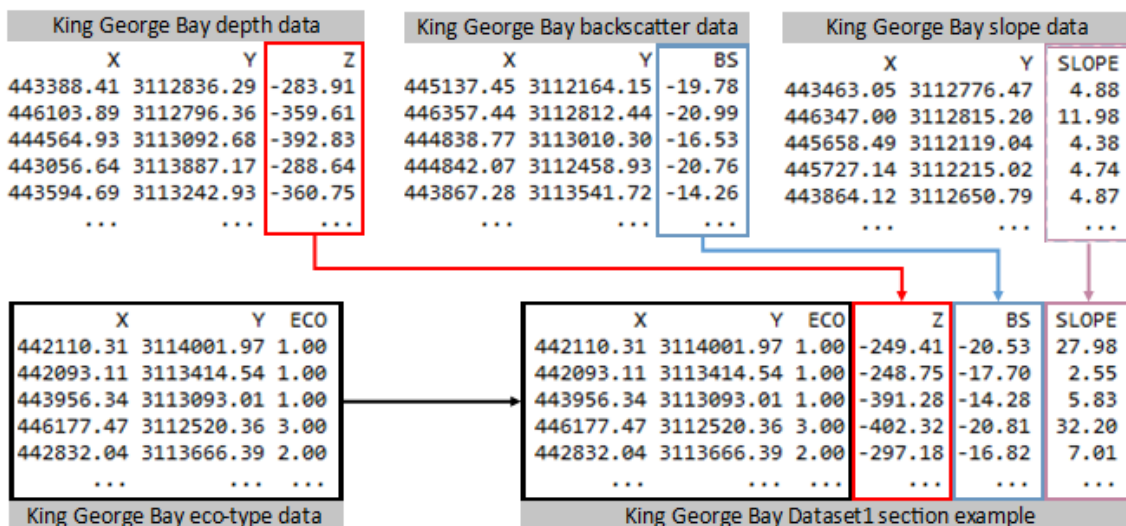 King George Bay depth data
X Y Z
443388.41 3112836.29 -283.91
446103.89 3112796.36 -359.61
444564.93 3113092.68 -392.83
443056.64 3113887.17 -288.64
443594.69 3113242.93 -360.75
... ... ...
King George Bay backscatter data
X Y BS
445137.45 3112164.15 -19.78
446357.44 3112812.44 -20.99
444838.77 3113010.30 -16.53
444842.07 3112458.93 -20.76
443867.28 3113541.72 -14.26
... ... ...
King George Bay slope data
X Y SLOPE
443463.05 3112776.47 4.88
446347.00 3112815.20 11.98
445658.49 3112119.04 4.38
445727.14 3112215.02 4.74
443864.12 3112650.79 4.87
... ... ...
X Y ECO
442110.31 3114001.97 1.00
442093.11 3113414.54 1.00
443956.34 3113093.01 1.00
446177.47 3112520.36 3.00
442832.04 3113666.39 2.00
... ... ...
King George Bay eco-type data
X Y ECO Z BS SLOPE
442110.31 3114001.97 1.00 -249.41 -20.53 27.98
442093.11 3113414.54 1.00 -248.75 -17.70 2.55
443956.34 3113093.01 1.00 -391.28 -14.28 5.83
446177.47 3112520.36 3.00 -402.32 -20.81 32.20
442832.04 3113666.39 2.00 -297.18 -16.82 7.01
... ... ... ... ... ...
King George Bay Dataset1 section example